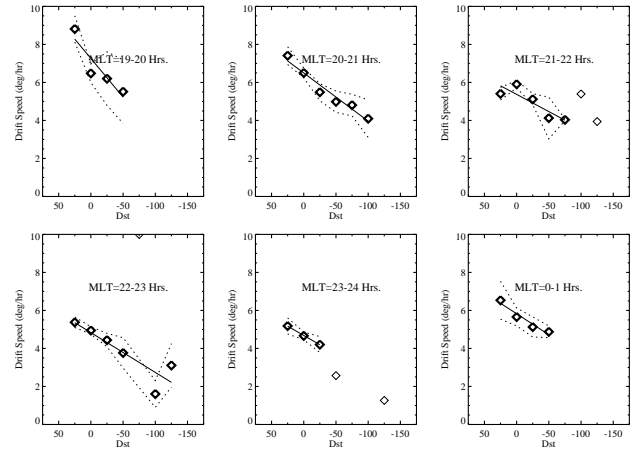 10
8
6
4
2
0
Drift Speed (deg/hr)
MLT=19-20 Hrs.
50 0 -50 -100 -150
Dst
10
8
6
4
2
0
Drift Speed (deg/hr)
MLT=20-21 Hrs.
50 0 -50 -100 -150
Dst
10
8
6
4
2
0
Drift Speed (deg/hr)
MLT=21-22 Hrs.
50 0 -50 -100 -150
Dst
10
8
6
4
2
0
Drift Speed (deg/hr)
MLT=22-23 Hrs.
50 0 -50 -100 -150
Dst
10
8
6
4
2
0
Drift Speed (deg/hr)
MLT=23-24 Hrs.
50 0 -50 -100 -150
Dst
10
8
6
4
2
0
Drift Speed (deg/hr)
MLT=0-1 Hrs.
50 0 -50 -100 -150
Dst